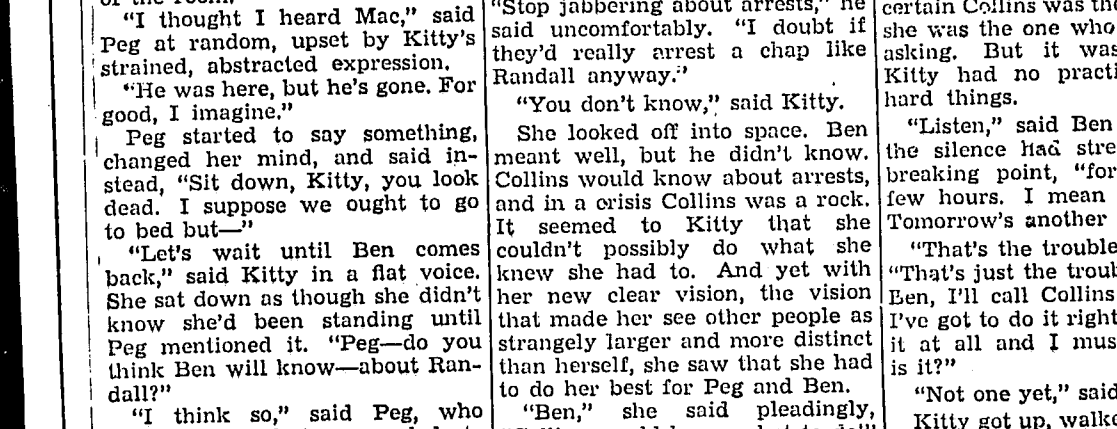 "I thought I heard Mac," said
Peg at random, upset by Kitty's
strained, abstracted expression.
"He was here, but he's gone. For
good, I imagine."
Peg started to say something,
changed her mind, and said in-
stead, "Sit down, Kitty, you look
dead. I suppose we ought to go
to bed but—"
"Let's wait until Ben comes
back," said Kitty in a flat voice.
She sat down as though she didn't
know she'd been standing until
Peg mentioned it. "Peg—do you
think Ben will know—about Ran-
dall?"
"I think so," said Peg, who
"Stop jabbering about arrests," he
said uncomfortably. "I doubt if
they'd really arrest a chap like
Randall anyway."
"You don't know," said Kitty.
She looked off into space. Ben
meant well, but he didn't know.
Collins would know about arrests,
and in a crisis Collins was a rock.
It seemed to Kitty that she
couldn't possibly do what she
knew she had to. And yet with
her new clear vision, the vision
that made her see other people as
strangely larger and more distinct
than herself, she saw that she had
to do her best for Peg and Ben.
"Ben," she said pleadingly,
certain Collins was
she was the one who
asking. But it was
Kitty had no
hard things.
"Listen," said Ben
the silence had
breaking point, "for
few hours. I mean
Tomorrow's another
"That's the trouble
"That's just the
Ben, I'll call Collins
I've got to do it right
it at all and I
is it?"
"Not one yet," said
Kitty got up,